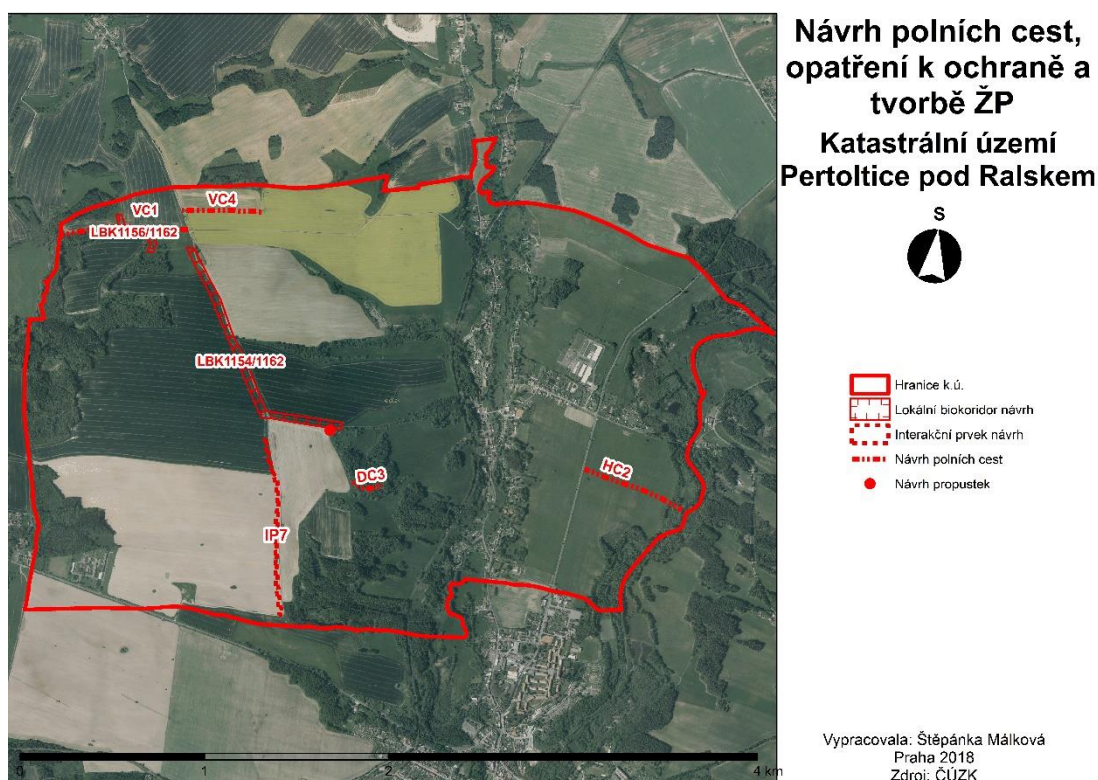 Návrh polních cest,
opatření k ochraně a
tvorbě ŽP
Katastrální území
Pertoltice pod Ralskem
S
Hranice k.ú.
Lokální biokoridor návrh
Interakční prvek návrh
Návrh polních cest
Návrh propustek
VC4
VC1
LBK1156/1162
LBK1154/1162
DC3
HC2
IP7
0 1 2 4 km
Vypracovala: Štěpánka Málková
Praha 2018
Zdroj: ČÚZK